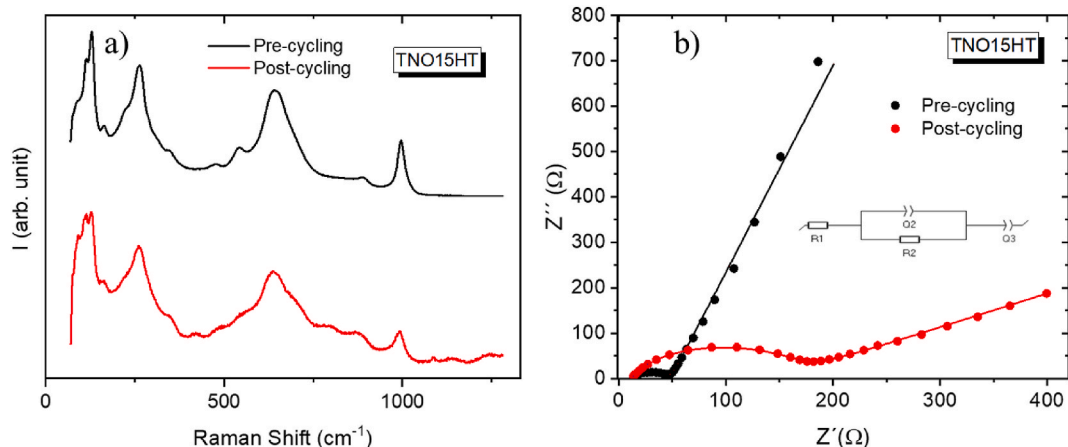 a)
Pre-cycling
Post-cycling
TNO15HT
I (arb. unit)
0
500
1000
Raman Shift (cm-1)
b)
TNO15HT
Pre-cycling
Post-cycling
Z´´ (Ω)
800
700
600
500
400
300
200
100
0
R1
Q2
R2
Q3
0
100
200
300
400
Z´(Ω)